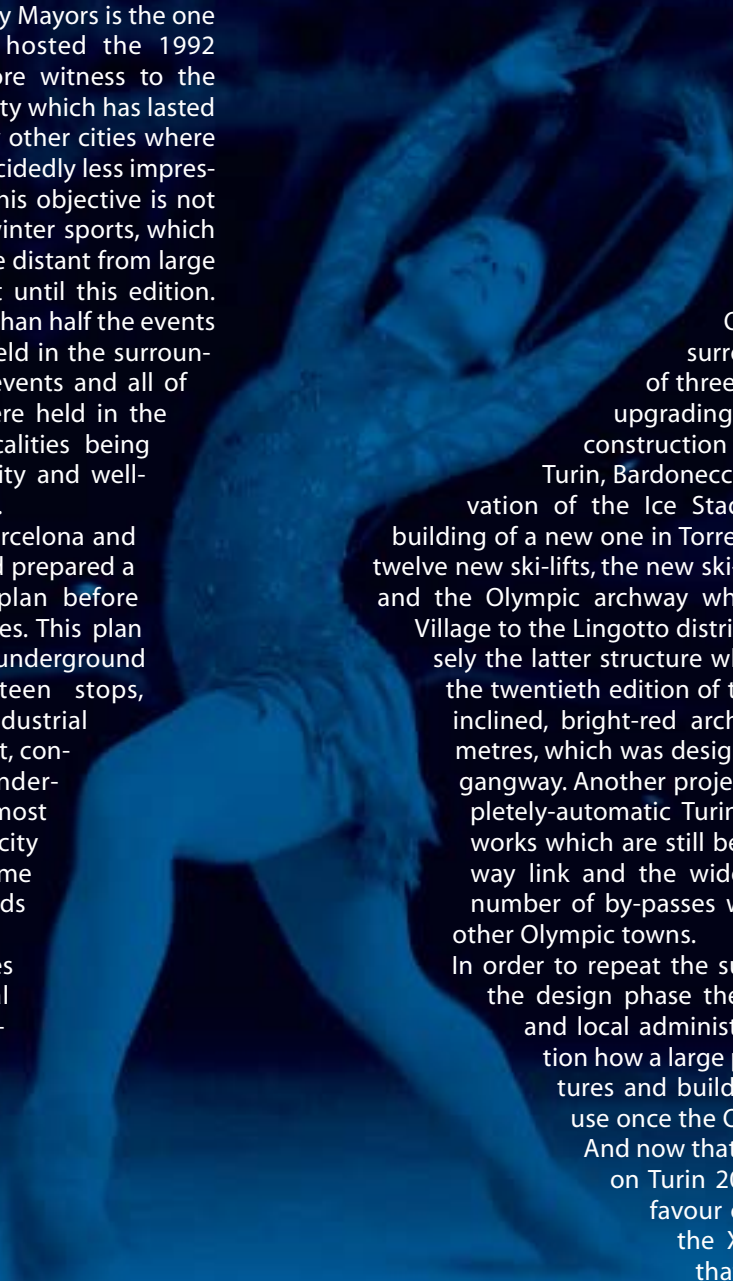 y Mayors is the one
hosted the 1992
ore witness to the
ty which has lasted
other cities where
cidedly less impres-
his objective is not
winter sports, which
e distant from large
t until this edition.
than half the events
eld in the surroun-
events and all of
ere held in the
calities being
ity and well-
.
rcelona and
d prepared a
plan before
es. This plan
underground
teen stops,
dustrial
t, con-
nder-
most
city
me
ds
es
al
-
C
surro
of three
upgrading
construction
Turin, Bardonecc
vation of the Ice Stad
building of a new one in Torre
twelve new ski-lifts, the new ski-
and the Olympic archway wh
Village to the Lingotto distri
sely the latter structure wh
the twentieth edition of t
inclined, bright-red arch
metres, which was design
gangway. Another proje
pletely-automatic Turin
works which are still be
way link and the wide
number of by-passes w
other Olympic towns.
In order to repeat the su
the design phase the
and local administ
tion how a large p
tures and build
use once the O
And now that
on Turin 20
favour o
the X
tha